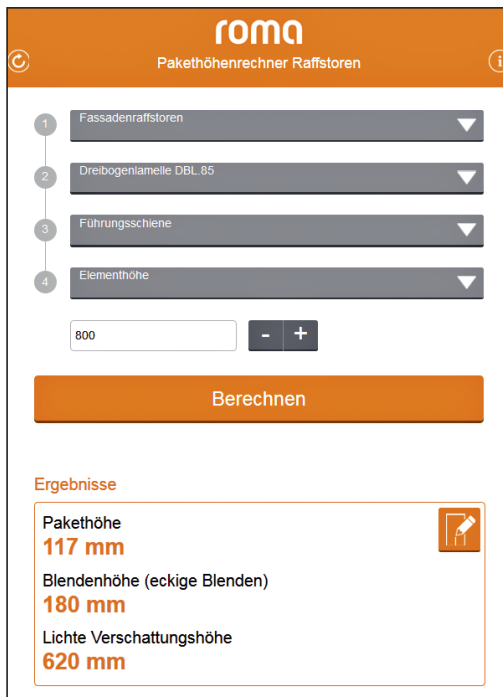 roma
Pakethöhenrechner Raffstoren
1 Fassadenraffstoren
2 Dreibogenlamelle DBL.85
3 Führungsschiene
4 Elementhöhe
800 - +
Berechnen
Ergebnisse
Pakethöhe
117 mm
Blendenhöhe (eckige Blenden)
180 mm
Lichte Verschattungshöhe
620 mm